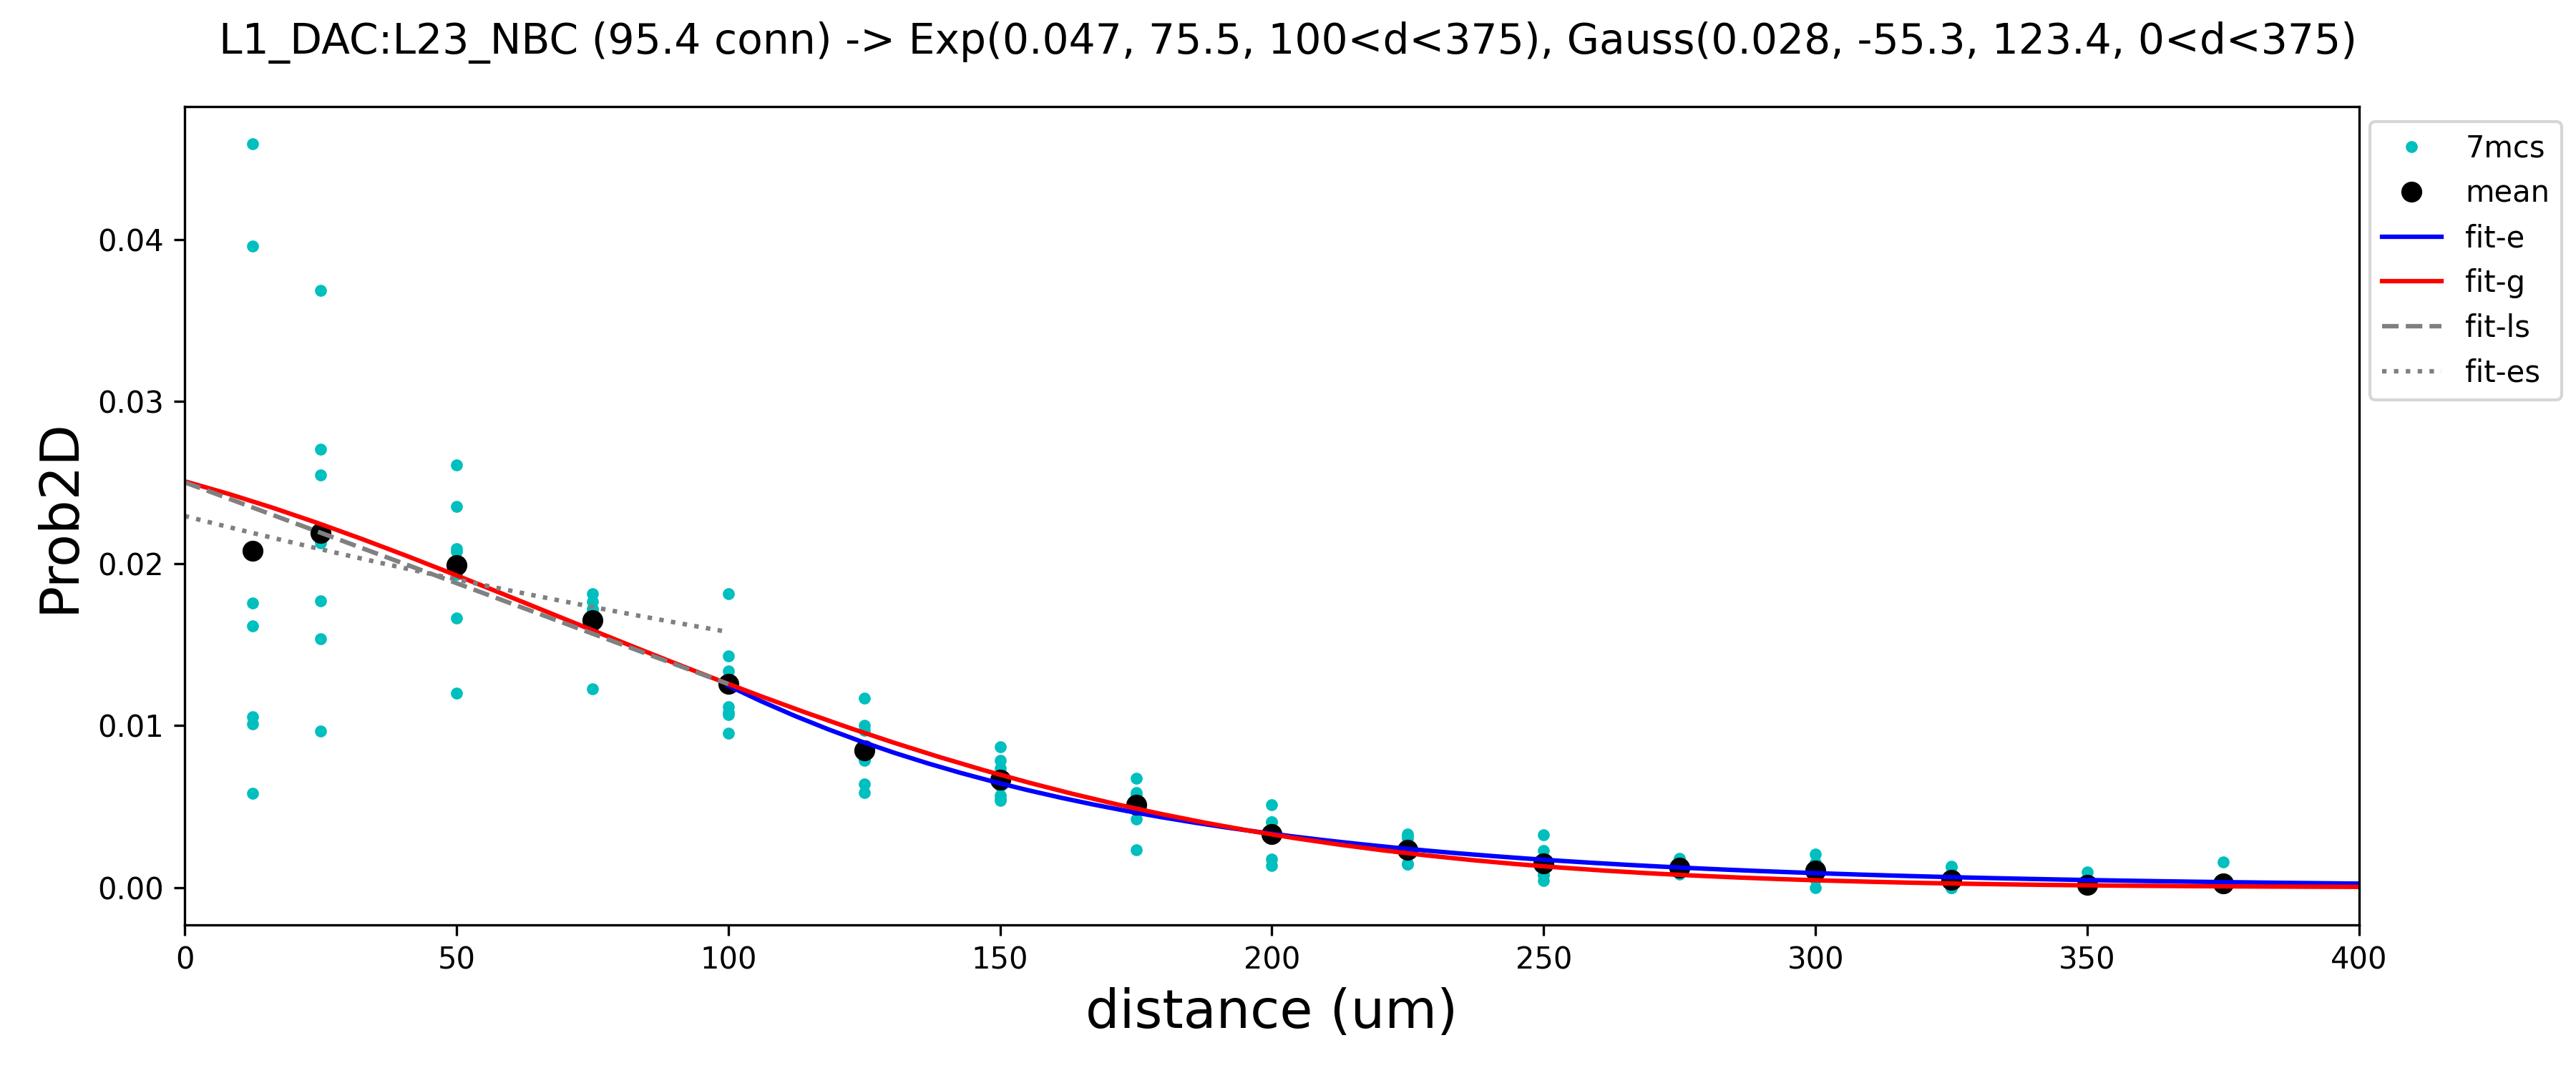 L1_DAC:L23_NBC (95.4 conn) -> Exp(0.047, 75.5, 100<d<375), Gauss(0.028, -55.3, 123.4, 0<d<375)
Prob2D
0.04
0.03
0.02
0.01
0.00
0 50 100 150 200 250 300 350 400
distance (um)
7mcs
mean
fit-e
fit-g
fit-ls
fit-es